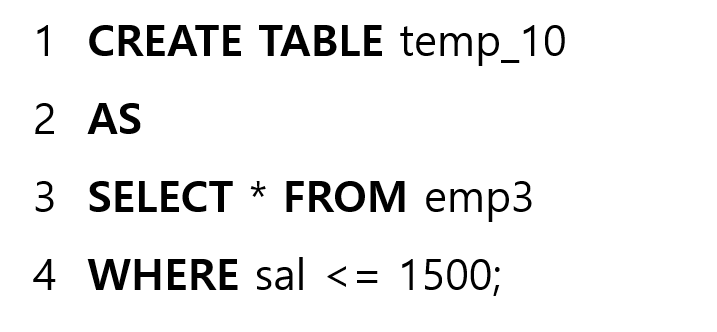 1 CREATE TABLE temp_10
2 AS
3 SELECT * FROM emp3
4 WHERE sal <= 1500;